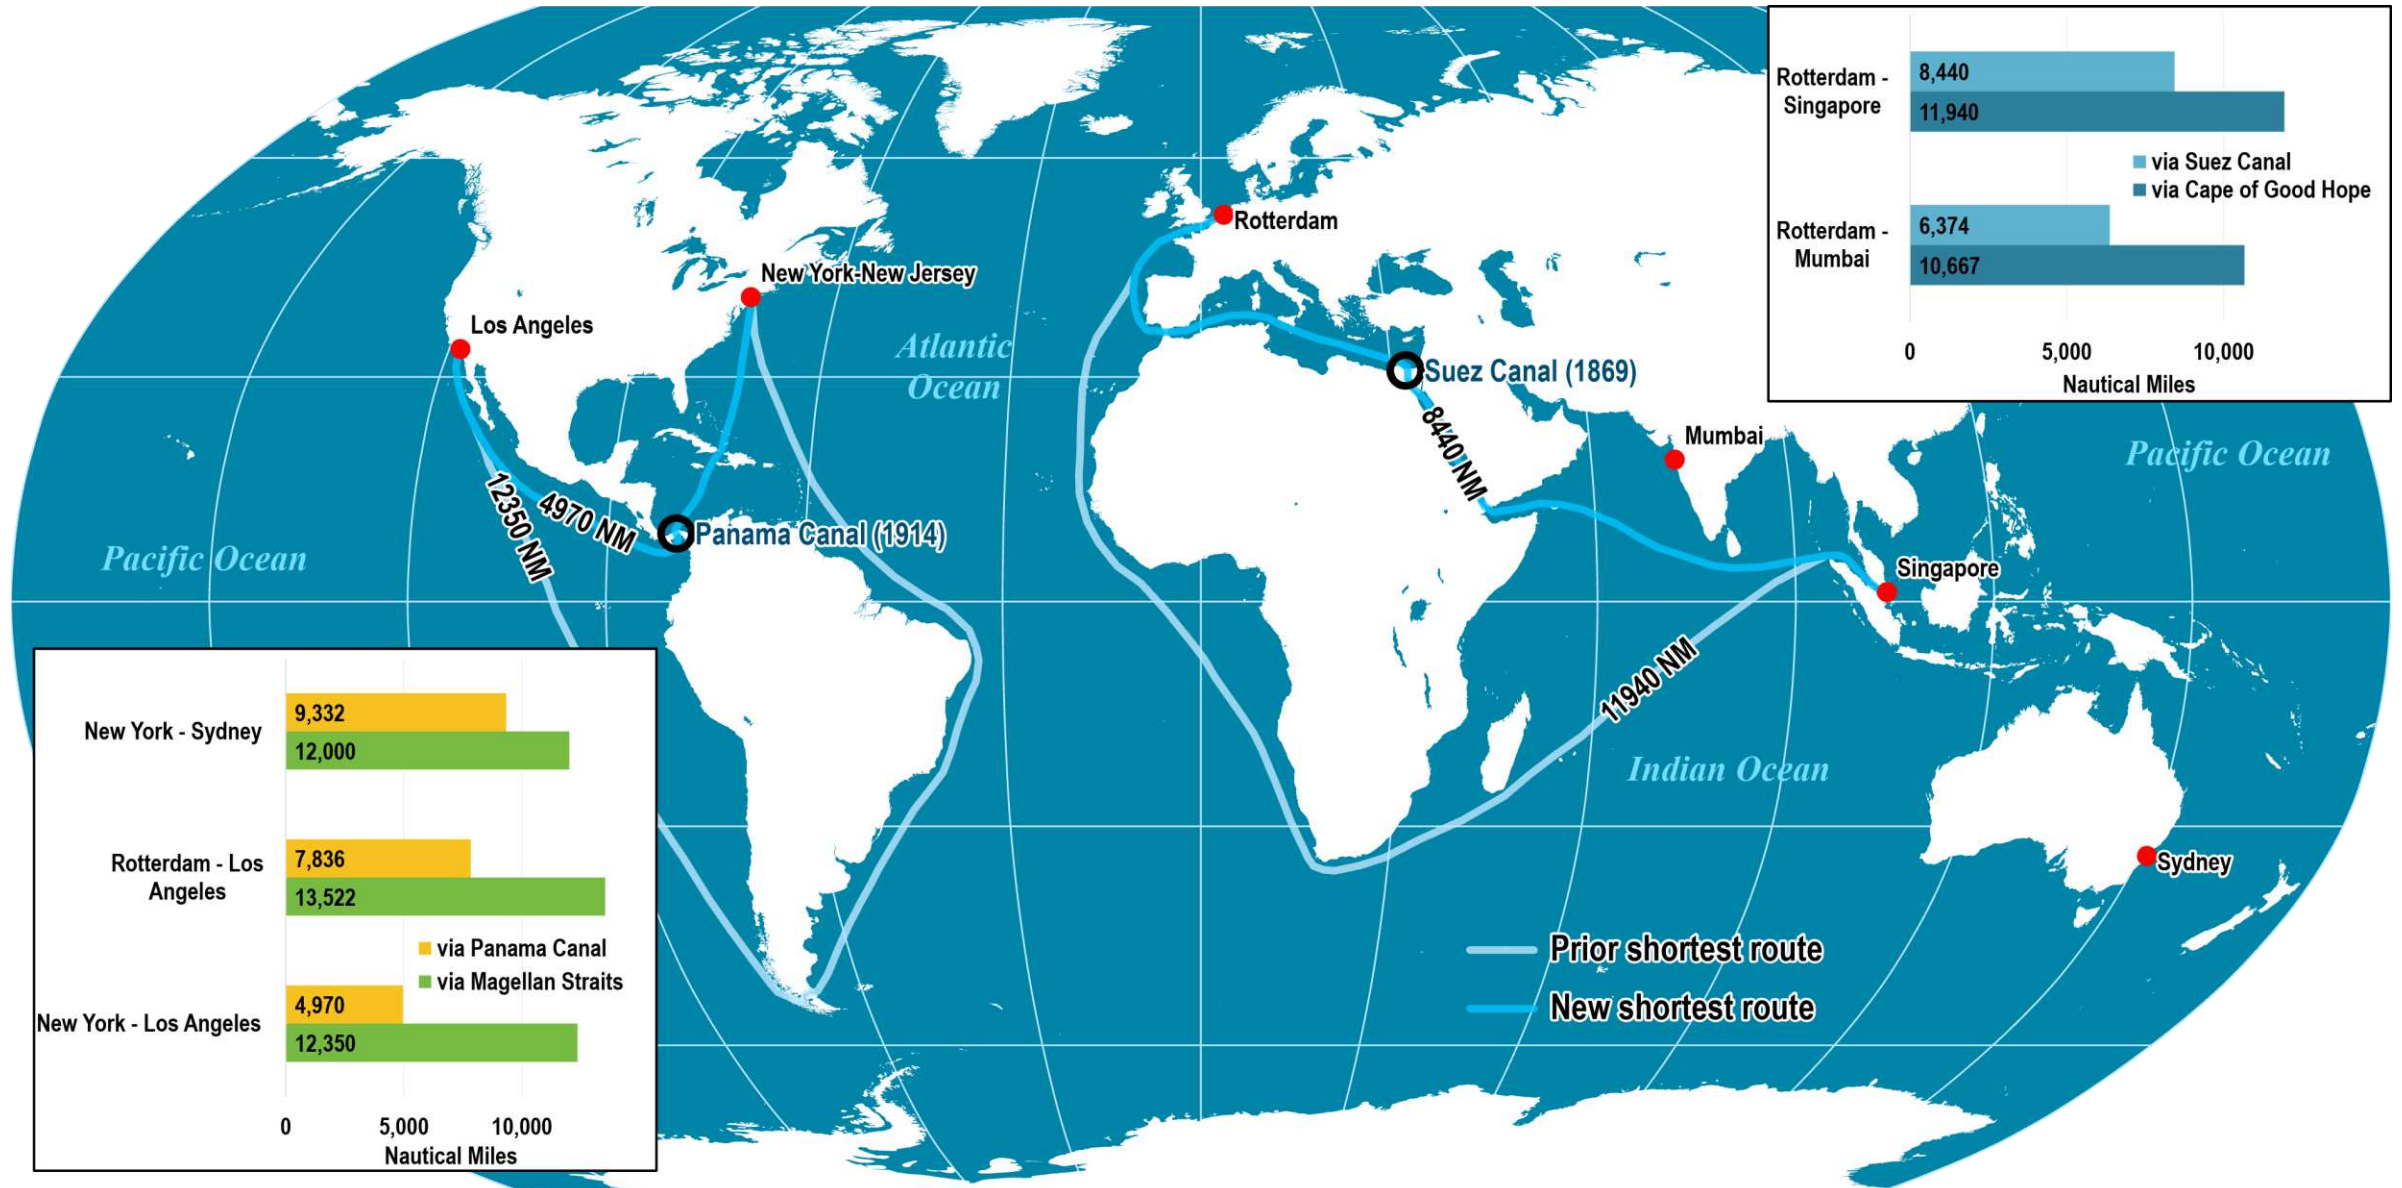 Rotterdam -
Singapore
8,440
11,940
via Suez Canal
via Cape of Good Hope
Rotterdam -
Mumbai
6,374
10,667
0
5,000
10,000
Nautical Miles
Rotterdam
New York-New Jersey
Los Angeles
Atlantic
Ocean
Suez Canal (1869)
8440 NM
Mumbai
Pacific Ocean
12350 NM
4970 NM
Panama Canal (1914)
Pacific Ocean
Singapore
11940 NM
Indian Ocean
Sydney
Prior shortest route
New shortest route
New York - Sydney
9,332
12,000
Rotterdam - Los
Angeles
7,836
13,522
via Panama Canal
via Magellan Straits
New York - Los Angeles
4,970
12,350
0
5,000
10,000
Nautical Miles